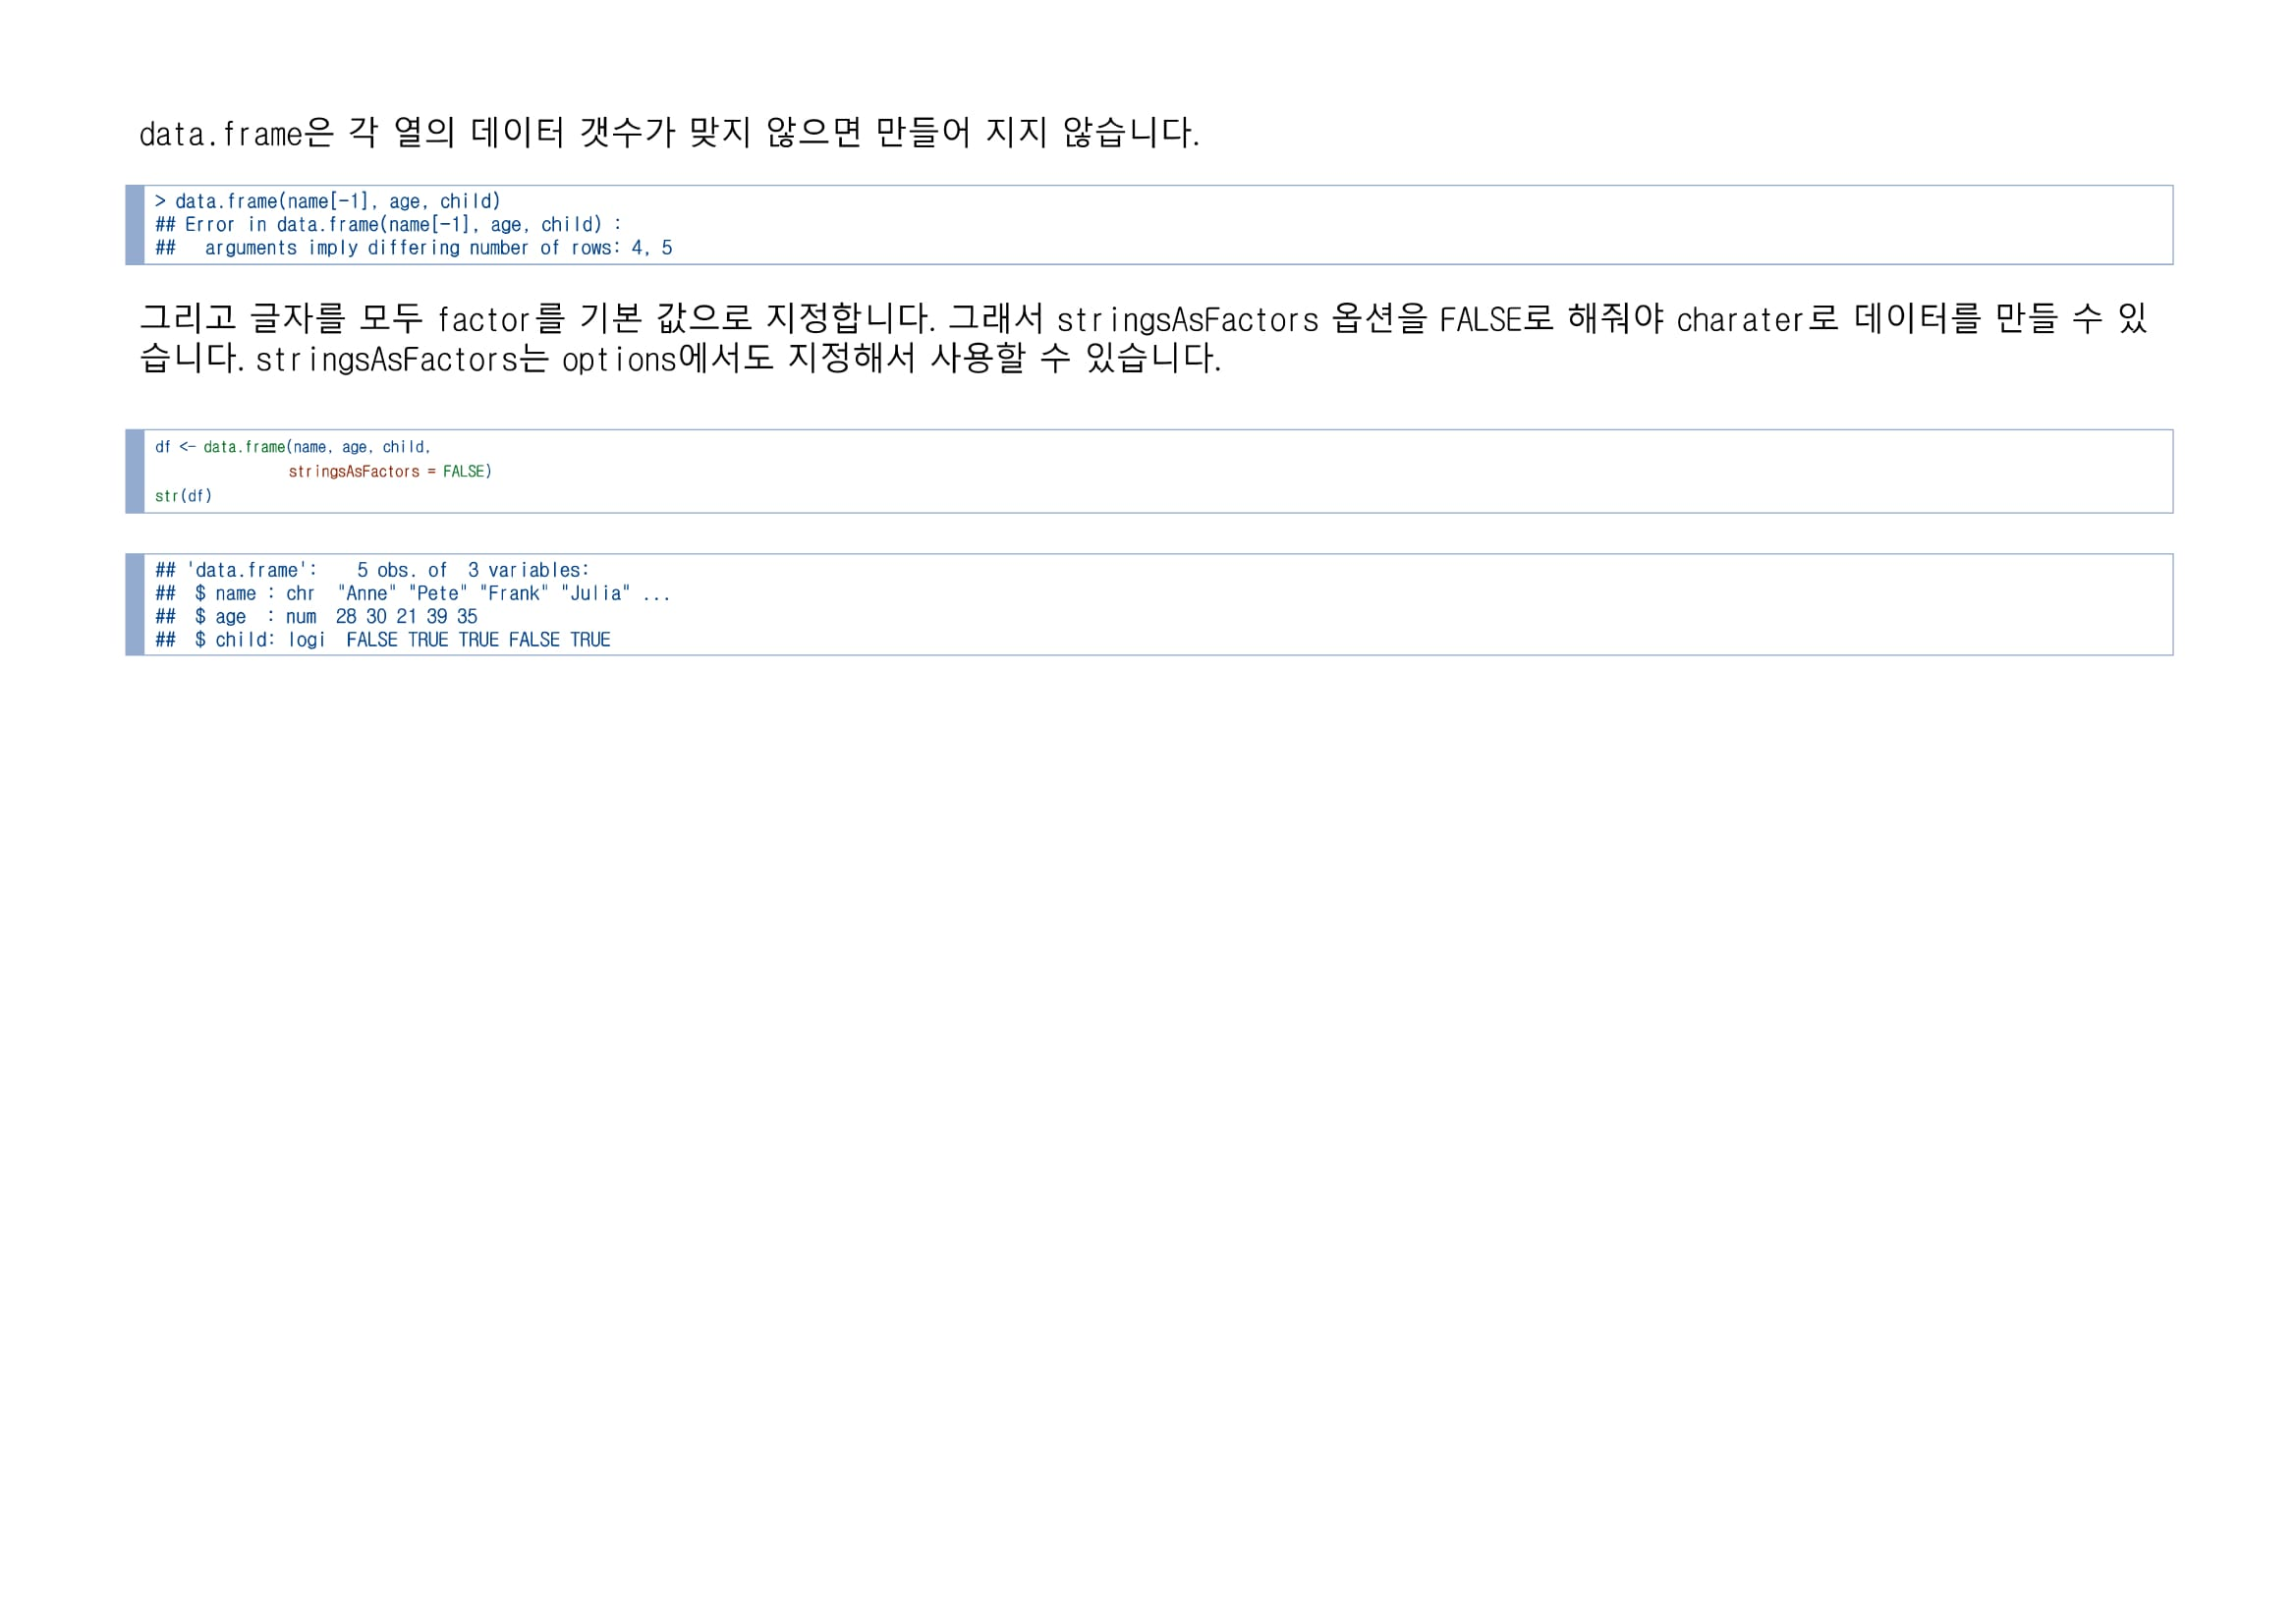 data.frame은 각 열의 데이터 갯수가 맞지 않으면 만들어 지지 않습니다.
> data.frame(name[-1], age, child)
## Error in data.frame(name[-1], age, child) :
##   arguments imply differing number of rows: 4, 5
그리고 글자를 모두 factor를 기본 값으로 지정합니다. 그래서 stringsAsFactors 옵션을 FALSE로 해줘야 charater로 데이터를 만들 수 있
습니다. stringsAsFactors는 options에서도 지정해서 사용할 수 있습니다.
df <- data.frame(name, age, child,
                 stringsAsFactors = FALSE)
str(df)
## 'data.frame':    5 obs. of  3 variables:
##  $ name : chr  "Anne" "Pete" "Frank" "Julia" ...
##  $ age  : num  28 30 21 39 35
##  $ child: logi  FALSE TRUE TRUE FALSE TRUE